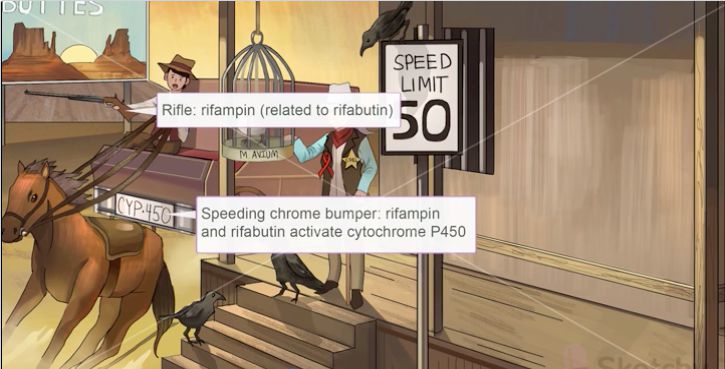 BUTTES
SPEED
LIMIT
50
Rifle: rifampin (related to rifabutin)
M. AVIUM
CYP-450
Speeding chrome bumper: rifampin
and rifabutin activate cytochrome P450
Sketchy